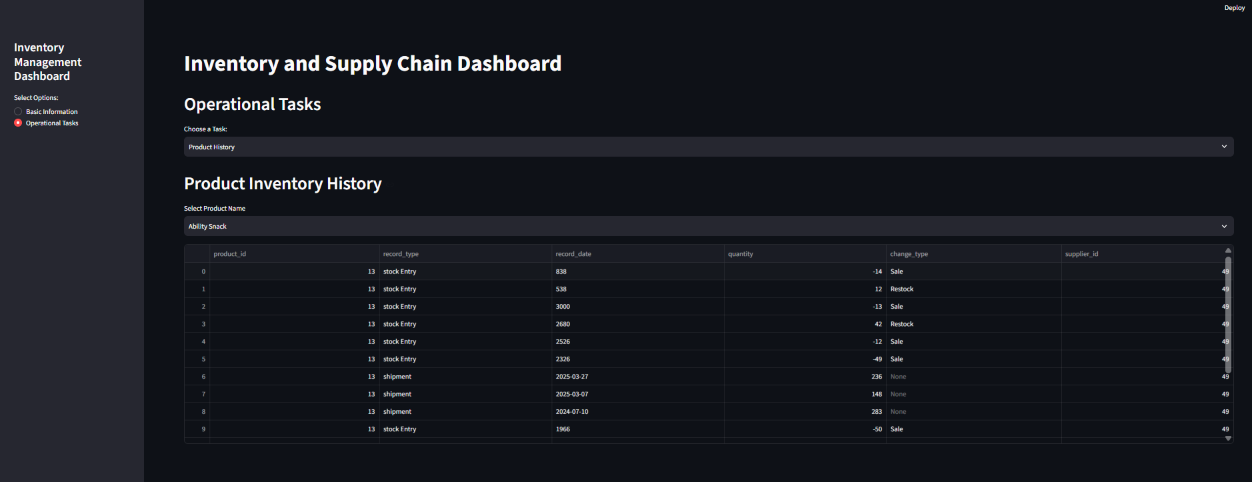 Deploy
Inventory
Management
Dashboard
Select Options:
Basic Information
Operational Tasks
Inventory and Supply Chain Dashboard
Operational Tasks
Choose a Task:
Product History
Product Inventory History
Select Product Name
Ability Snack
product_id record_type record_date quantity change_type supplier_id
0 13 stock Entry 838 -14 Sale 49
1 13 stock Entry 538 12 Restock 49
2 13 stock Entry 3000 -13 Sale 49
3 13 stock Entry 2680 42 Restock 49
4 13 stock Entry 2526 -12 Sale 49
5 13 stock Entry 2326 -49 Sale 49
6 13 shipment 2025-03-27 236 None 49
7 13 shipment 2025-03-07 148 None 49
8 13 shipment 2024-07-10 283 None 49
9 13 stock Entry 1966 -50 Sale 49